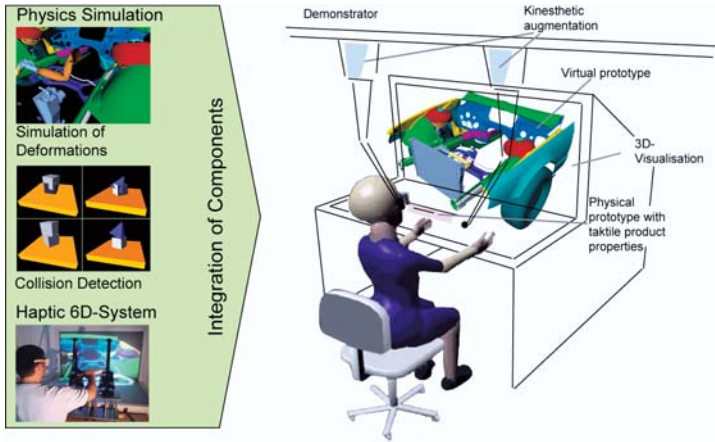 Physics Simulation
Simulation of
Deformations
Collision Detection
Haptic 6D-System
Integration of Components
Demonstrator
Kinesthetic
augmentation
Virtual prototype
3D-
Visualisation
Physical
prototype with
taktile product
properties